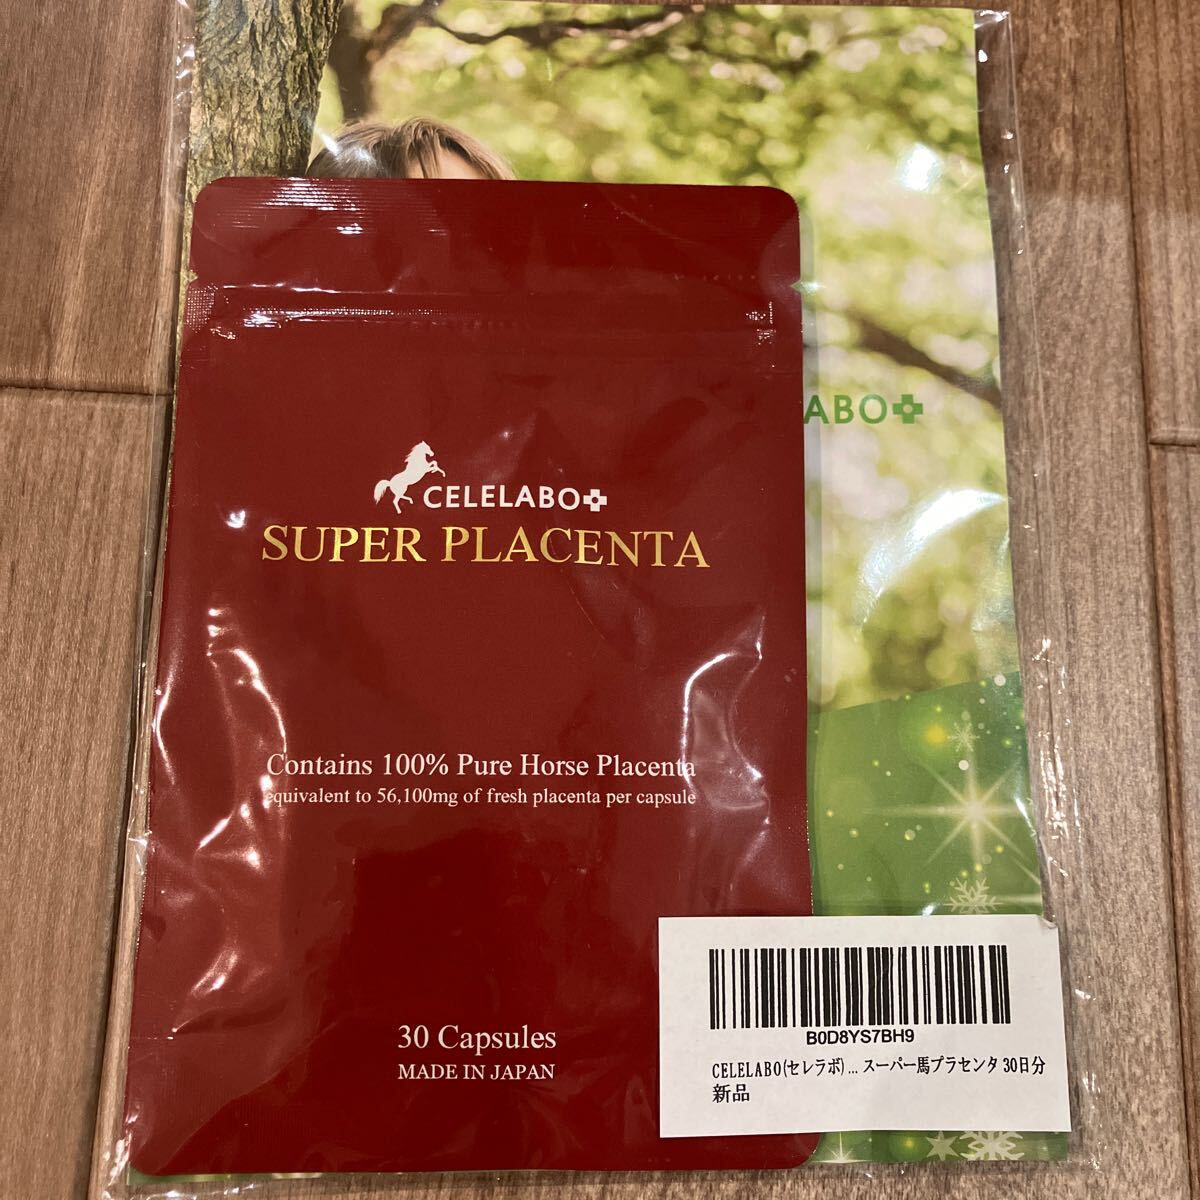 ABO
CELELABO
SUPER PLACENTA
Contains 100% Pure Horse Placenta
equivalent to 56,100mg of fresh placenta per capsule
30 Capsules
MADE IN JAPAN
B0D8YS7BH9
CELELABO(セレラボ)... スーパー馬プラセンタ 30日分
新品